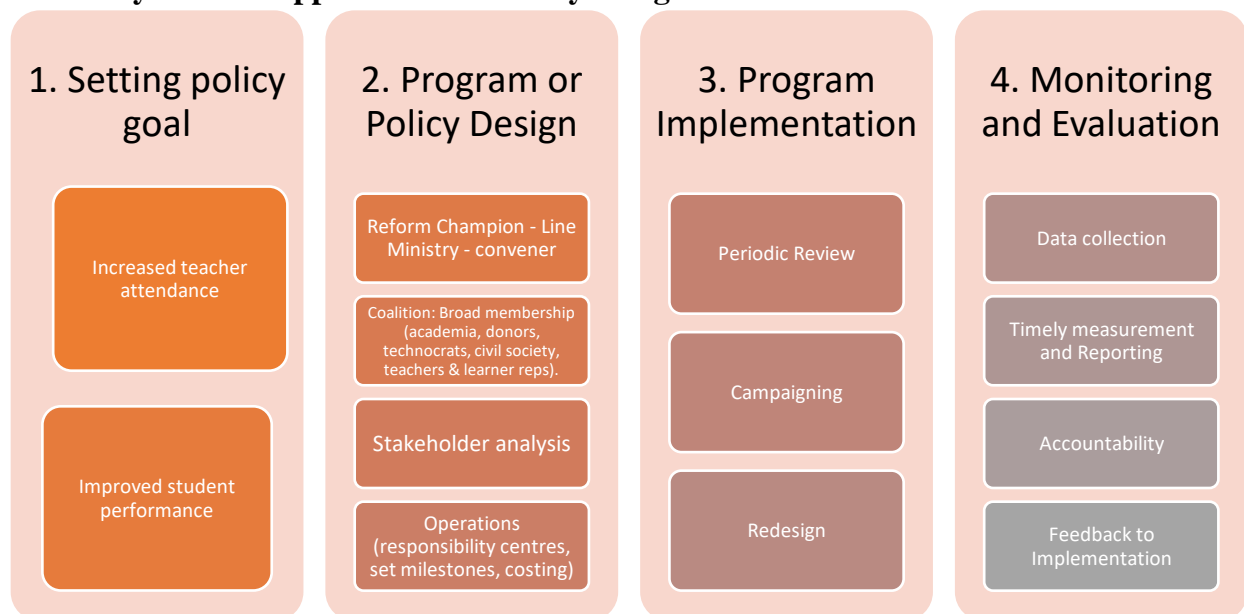 1. Setting policy
goal
Increased teacher
attendance
Improved student
performance
2. Program or
Policy Design
Reform Champion - Line
Ministry - convener
Coalition: Broad membership
(academia, donors,
technocrats, civil society,
teachers & learner reps).
Stakeholder analysis
Operations
(responsibility centres,
set milestones, costing)
3. Program
Implementation
Periodic Review
Campaigning
Redesign
4. Monitoring
and Evaluation
Data collection
Timely measurement
and Reporting
Accountability
Feedback to
Implementation